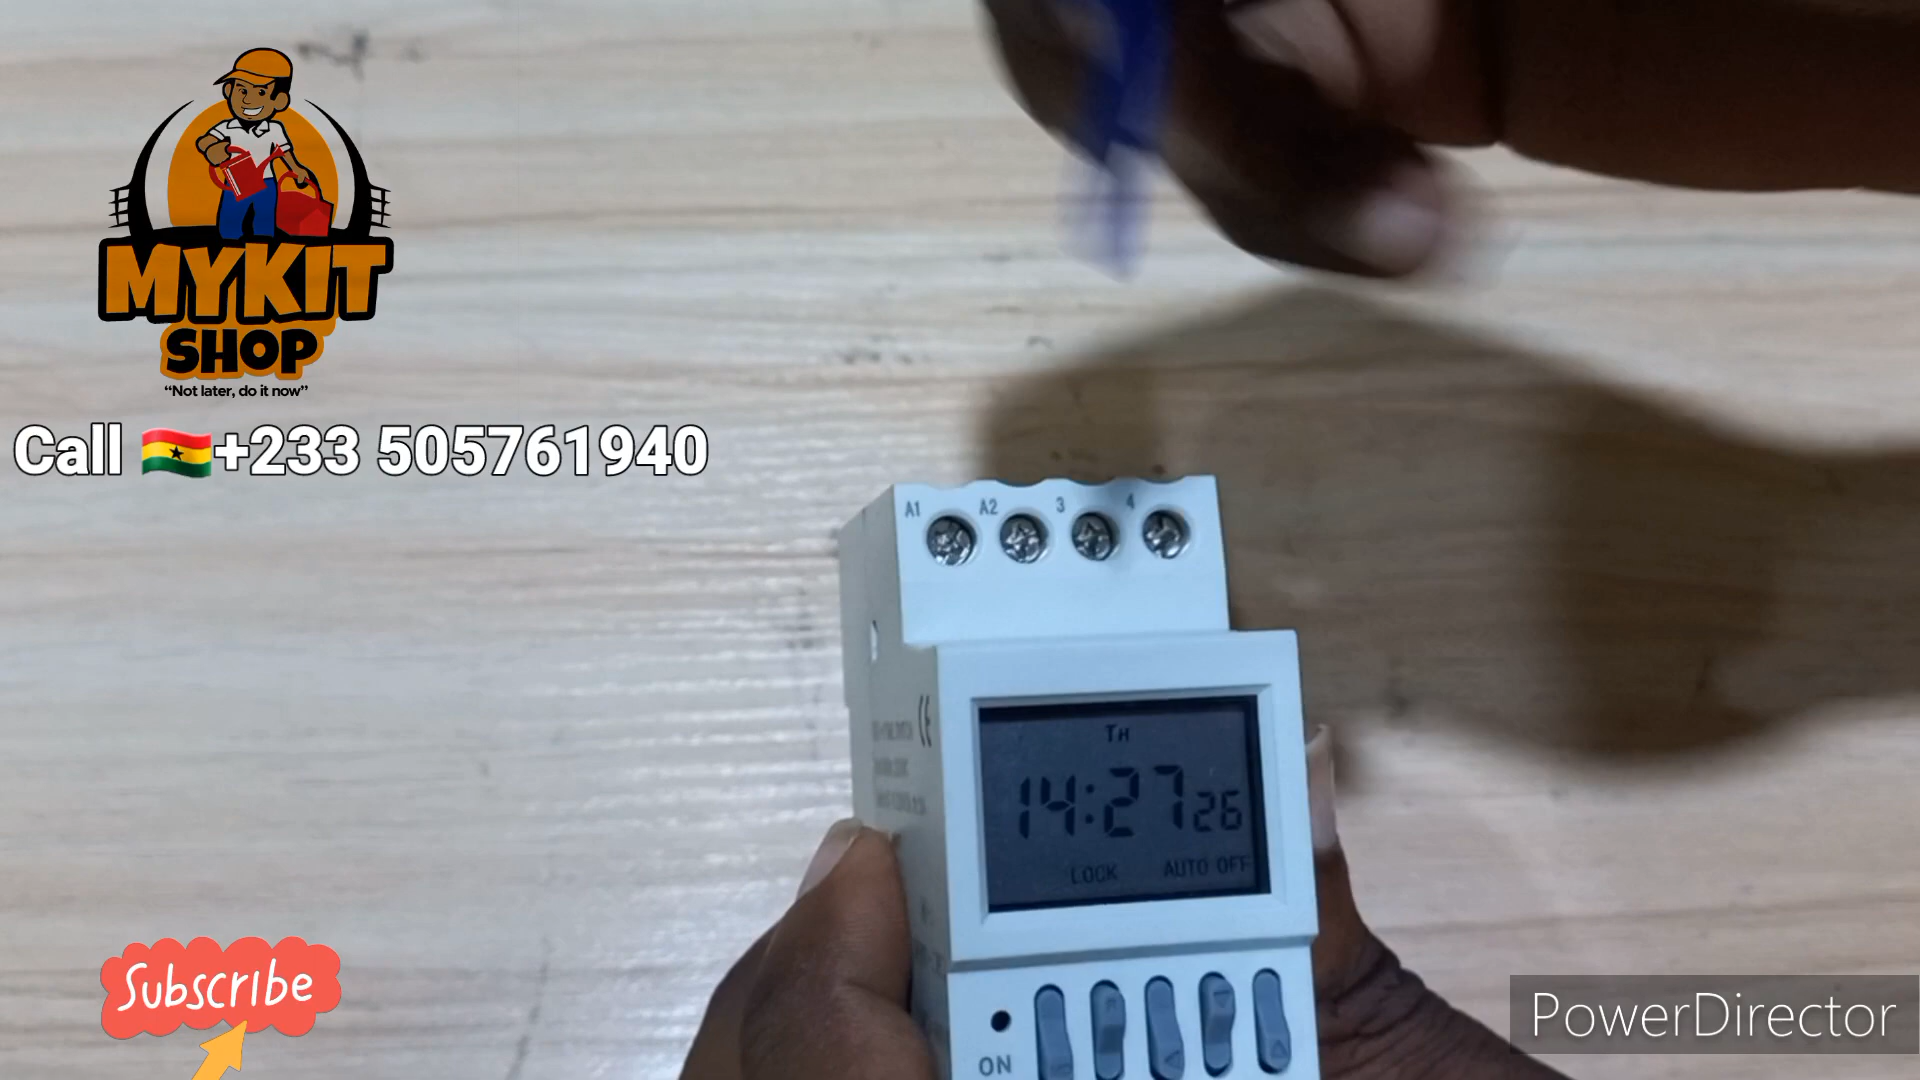 MYKIT
SHOP
“Not later, do it now”
Call 🇬🇭+233 505761940
A1 A2 3 4
CE
TH
14:27 26
LOCK AUTO OFF
ON
Subscribe
PowerDirector